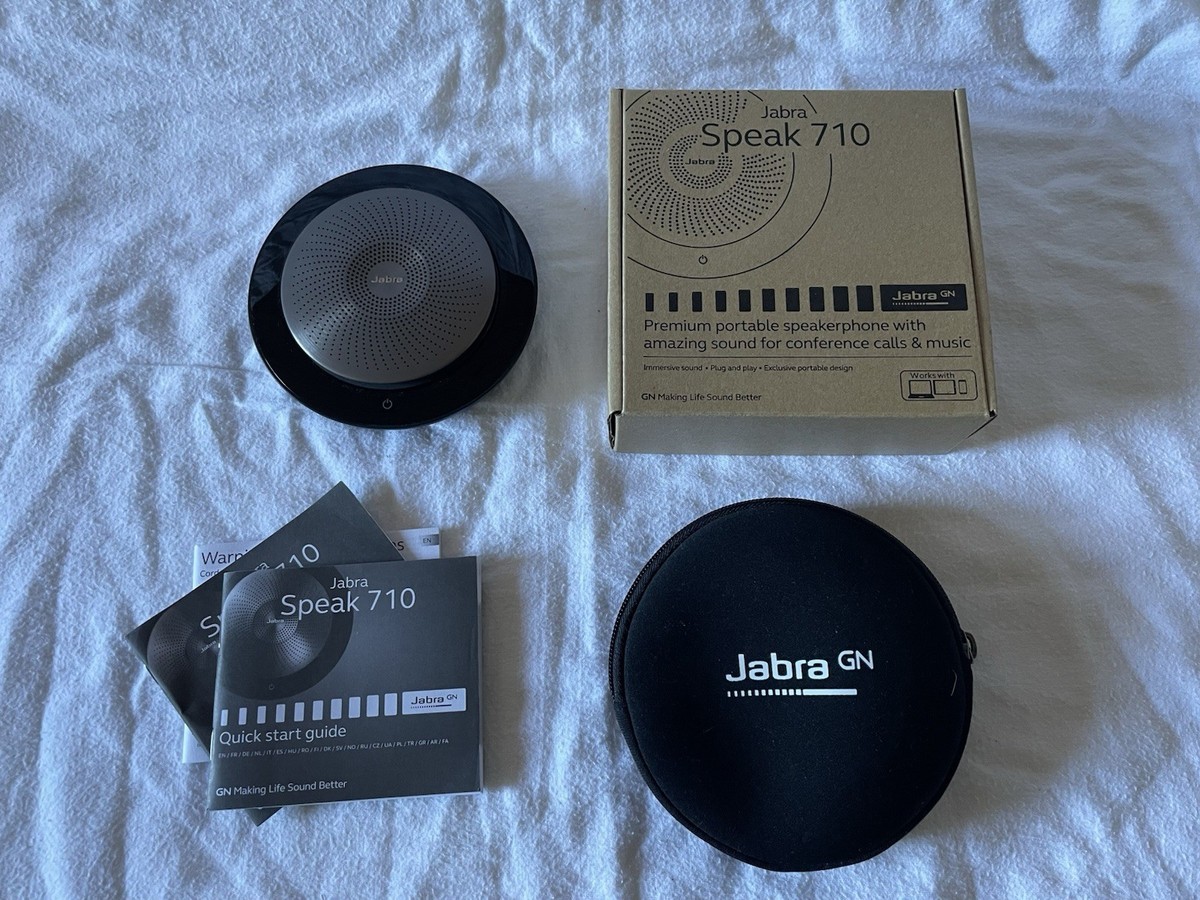 Jabra
Jabra
Speak 710
Jabra
Jabra GN
Premium portable speakerphone with
amazing sound for conference calls & music
Immersive sound • Plug and play • Exclusive portable design
Works with
GN Making Life Sound Better
EN
710
Jabra
Speak 710
Jabra
Jabra GN
Quick start guide
EN / FR / DE / NL / IT / ES / HU / RO / FI / DK / SV / NO / RU / CZ / UA / PL / TR / GR / AR / FA
GN Making Life Sound Better
Jabra GN